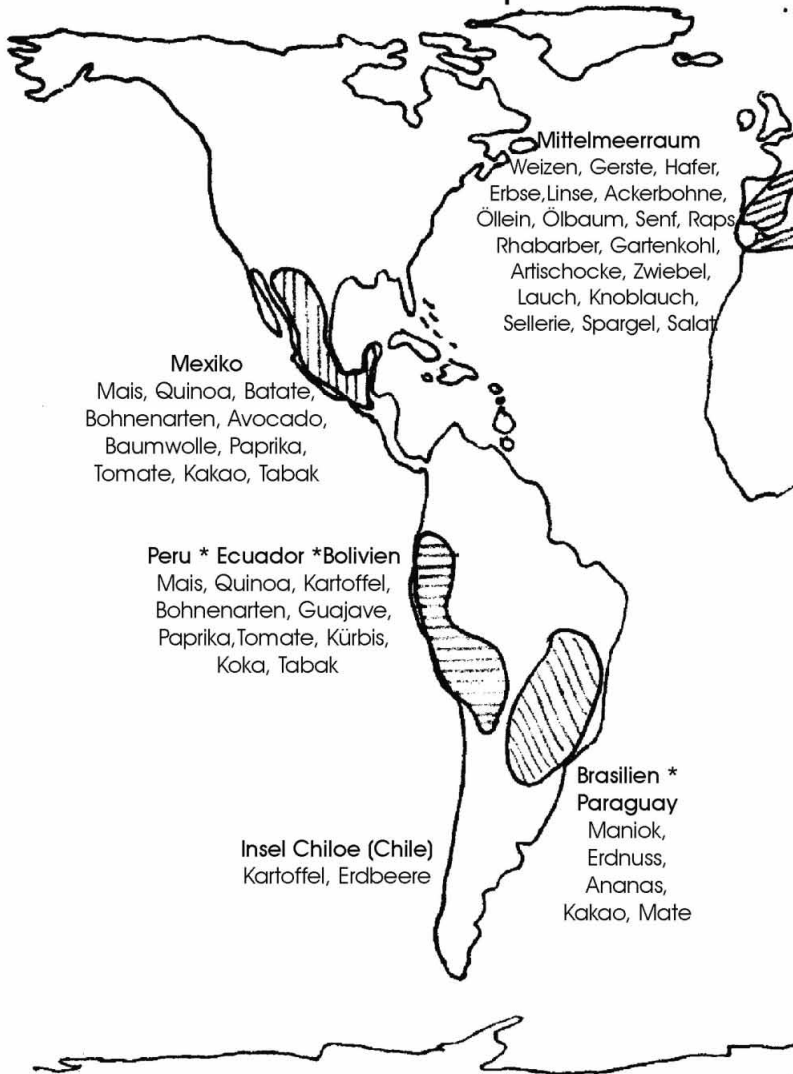 Mittelmeerraum
Weizen, Gerste, Hafer,
Erbse,Linse, Ackerbohne,
Öllein, Ölbaum, Senf, Raps
Rhabarber, Gartenkohl,
Artischocke, Zwiebel,
Lauch, Knoblauch,
Sellerie, Spargel, Salat
Mexiko
Mais, Quinoa, Batate,
Bohnenarten, Avocado,
Baumwolle, Paprika,
Tomate, Kakao, Tabak
Peru * Ecuador *Bolivien
Mais, Quinoa, Kartoffel,
Bohnenarten, Guajave,
Paprika,Tomate, Kürbis,
Koka, Tabak
Brasilien *
Paraguay
Maniok,
Erdnuss,
Ananas,
Kakao, Mate
Insel Chiloe (Chile)
Kartoffel, Erdbeere